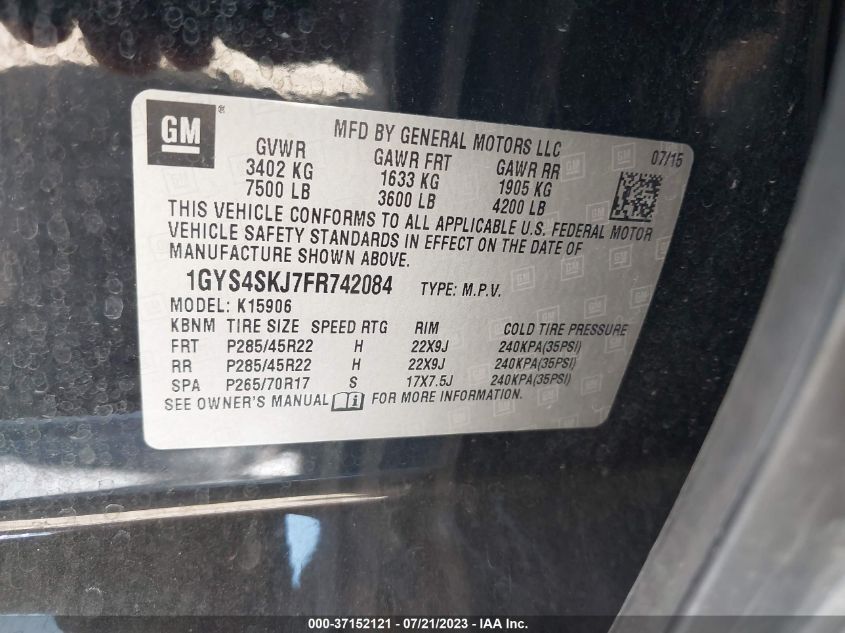 GM ®
MFD BY GENERAL MOTORS LLC
07/15
GVWR GAWR FRT GAWR RR
3402 KG 1633 KG 1905 KG
7500 LB 3600 LB 4200 LB
THIS VEHICLE CONFORMS TO ALL APPLICABLE U.S. FEDERAL MOTOR
VEHICLE SAFETY STANDARDS IN EFFECT ON THE DATE OF
MANUFACTURE SHOWN ABOVE.
1GYS4SKJ7FR742084 TYPE: M.P.V.
MODEL: K15906
KBNM TIRE SIZE SPEED RTG RIM COLD TIRE PRESSURE
FRT P285/45R22 H 22X9J 240KPA(35PSI)
RR P285/45R22 H 22X9J 240KPA(35PSI)
SPA P265/70R17 S 17X7.5J 240KPA(35PSI)
SEE OWNER'S MANUAL i FOR MORE INFORMATION.
000-37152121 - 07/21/2023 - IAA Inc.